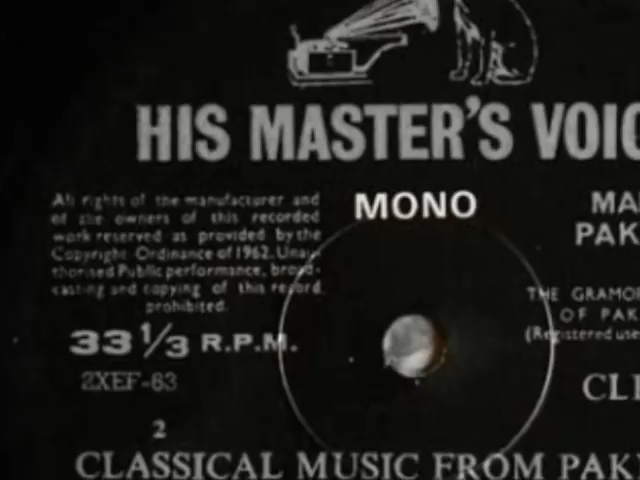 HIS MASTER'S VOIC
MONO
All rights of the manufacturer and
of the owners of this recorded
work reserved as provided by the
Copyright Ordinance of 1962. Unau-
thorised Public performance, broad-
casting and copying of this record
prohibited.
MA
PAK
THE GRAMO
OF PAK
(Registered use
33 1/3 R.P.M.
2XEF-63
CLI
2
CLASSICAL MUSIC FROM PAK